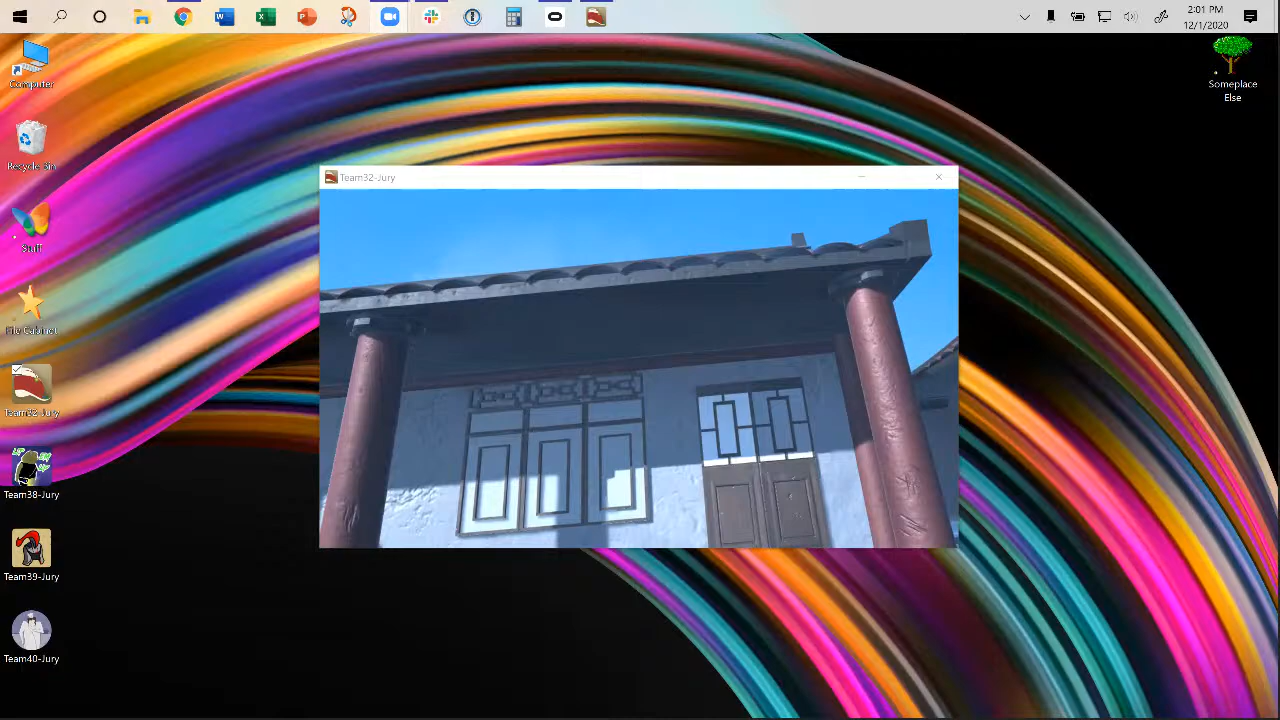 2:01 PM
12/1/2020
Computer
Recycle Bin
Stuff
File Cabinet
Team32-Jury
Team38-Jury
Team39-Jury
Team40-Jury
Someplace
Else
Team32-Jury